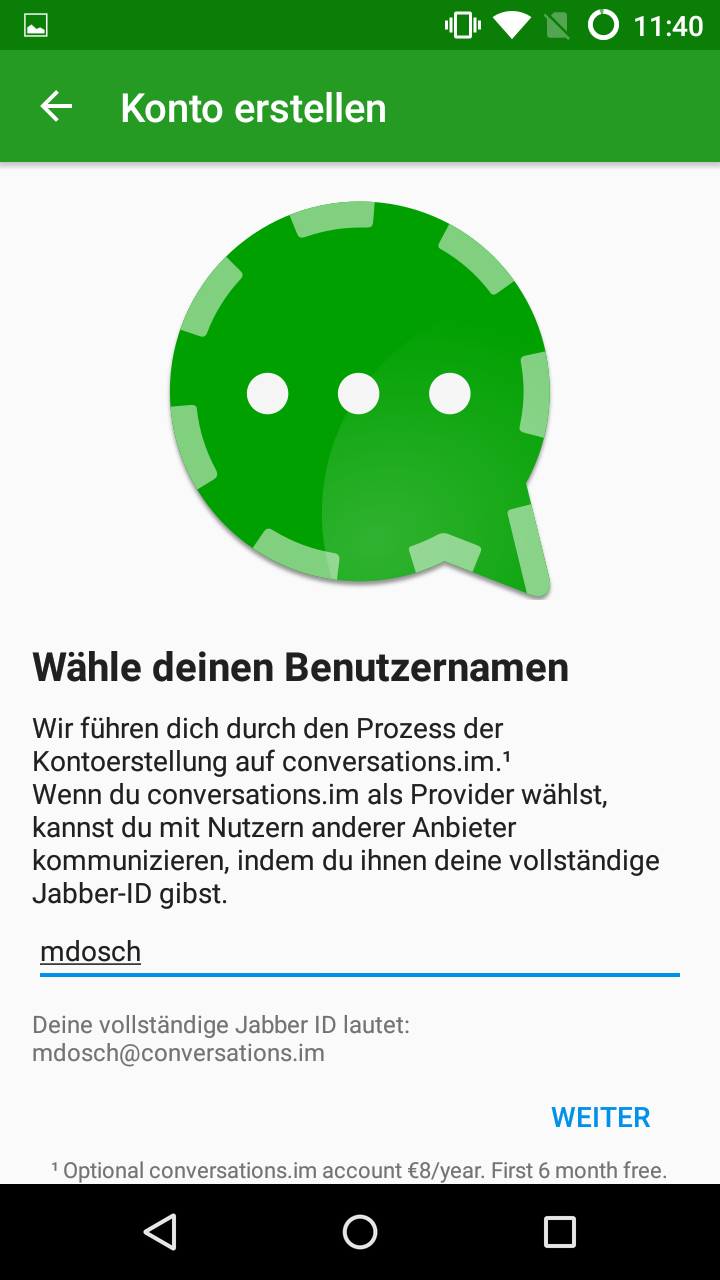 11:40
Konto erstellen
Wähle deinen Benutzernamen
Wir führen dich durch den Prozess der
Kontoerstellung auf conversations.im.¹
Wenn du conversations.im als Provider wählst,
kannst du mit Nutzern anderer Anbieter
kommunizieren, indem du ihnen deine vollständige
Jabber-ID gibst.
mdosch
Deine vollständige Jabber ID lautet:
mdosch@conversations.im
WEITER
¹ Optional conversations.im account €8/year. First 6 month free.